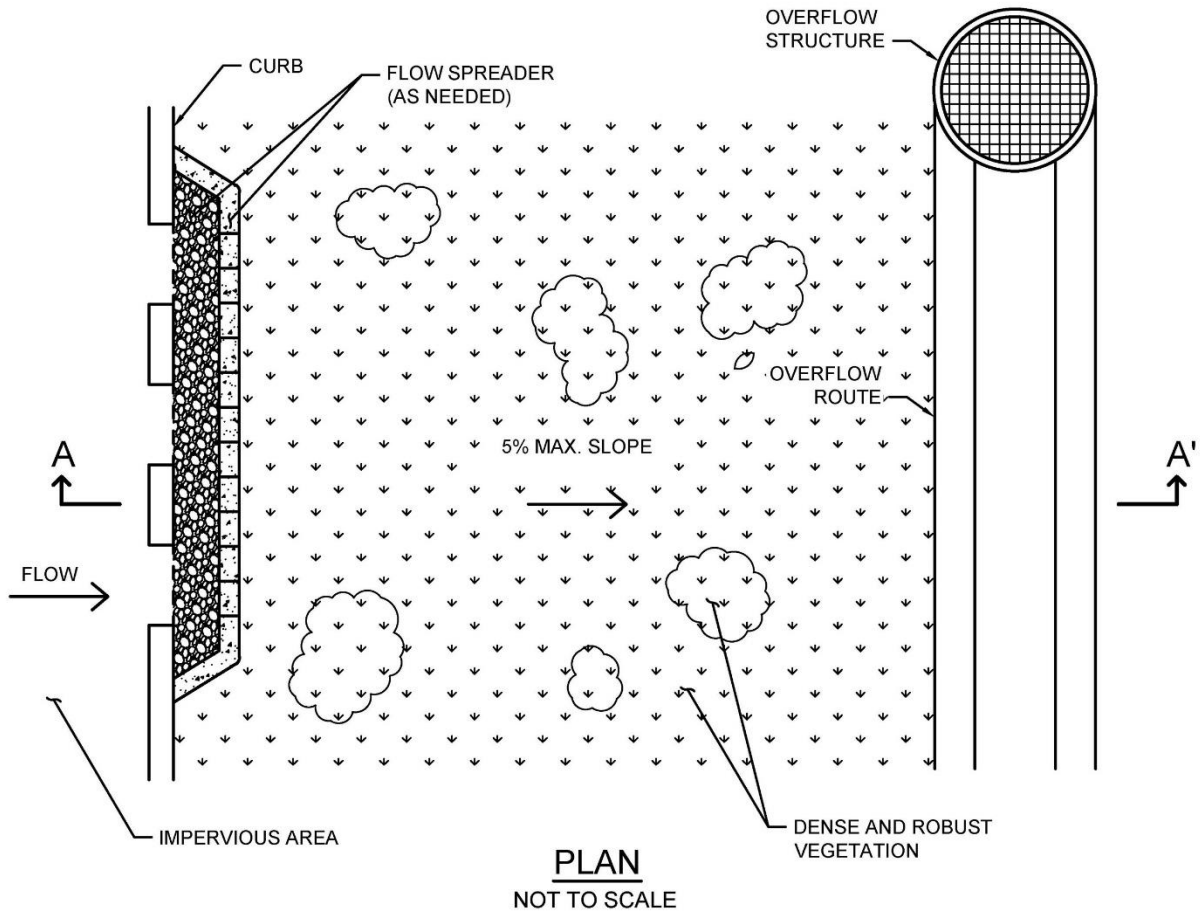 OVERFLOW
STRUCTURE
CURB
FLOW SPREADER
(AS NEEDED)
OVERFLOW
ROUTE
5% MAX. SLOPE
A
A'
FLOW
IMPERVIOUS AREA
DENSE AND ROBUST
VEGETATION
PLAN
NOT TO SCALE